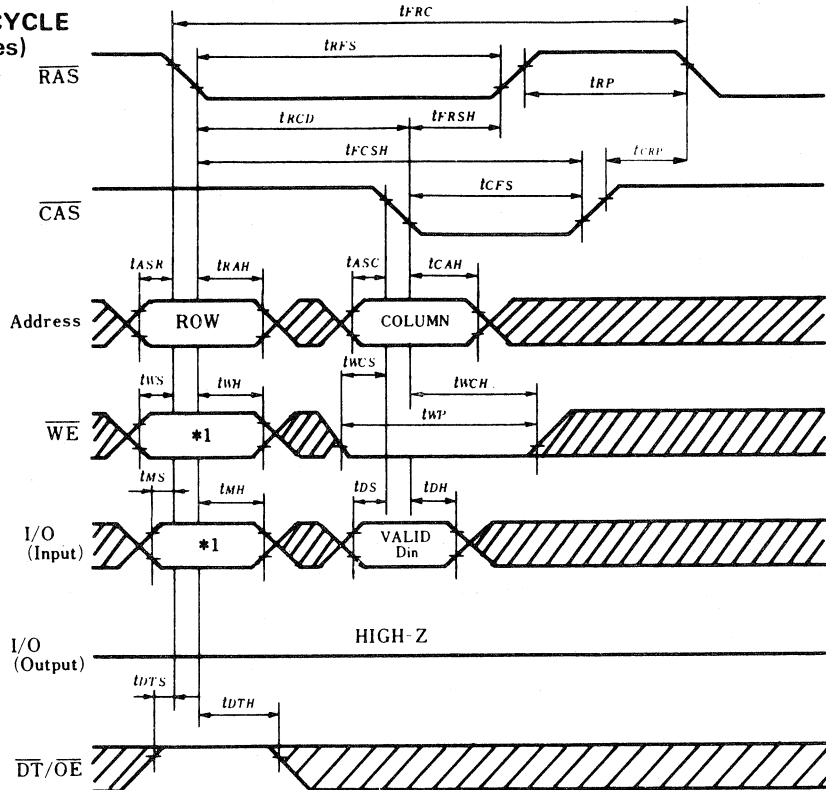 CYCLE
es)
tFRC
tRFS
RAS
tRP
tRCD
tFRSH
tFCSH
tCRP
CAS
tCFS
tASR
tRAH
tASC
tCAH
Address
ROW
COLUMN
tWCS
tWS
tWH
tWCH
tWP
WE
*1
tMS
tMH
tDS
tDH
I/O
(Input)
*1
VALID
Din
HIGH-Z
I/O
(Output)
tDTS
tDTH
DT/OE